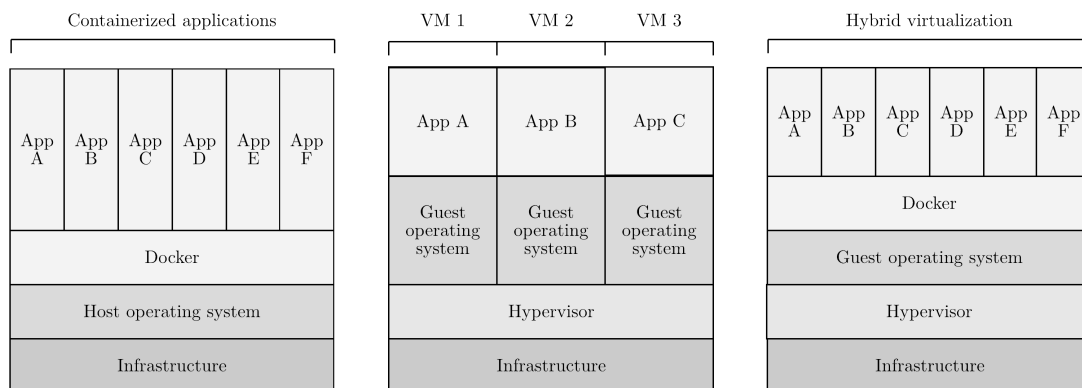 Containerized applications
App
A
App
B
App
C
App
D
App
E
App
F
Docker
Host operating system
Infrastructure
VM 1
VM 2
VM 3
App A
App B
App C
Guest
operating
system
Guest
operating
system
Guest
operating
system
Hypervisor
Infrastructure
Hybrid virtualization
App
A
App
B
App
C
App
D
App
E
App
F
Docker
Guest operating system
Hypervisor
Infrastructure